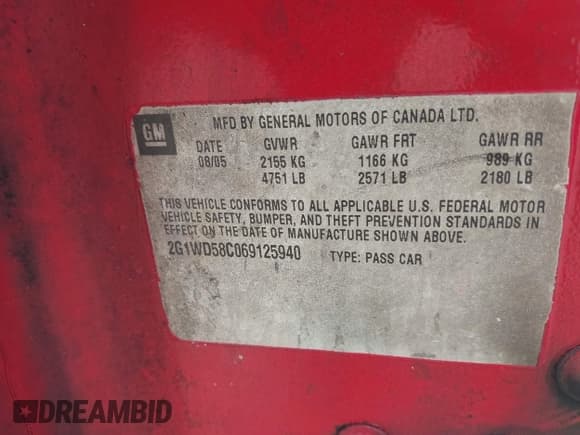 GM
MFD BY GENERAL MOTORS OF CANADA LTD.
DATE GVWR GAWR FRT GAWR RR
08/05 2155 KG 1166 KG 989 KG
4751 LB 2571 LB 2180 LB
THIS VEHICLE CONFORMS TO ALL APPLICABLE U.S. FEDERAL MOTOR
VEHICLE SAFETY, BUMPER, AND THEFT PREVENTION STANDARDS IN
EFFECT ON THE DATE OF MANUFACTURE SHOWN ABOVE.
2G1WD58C069125940 TYPE: PASS CAR
DREAMBID